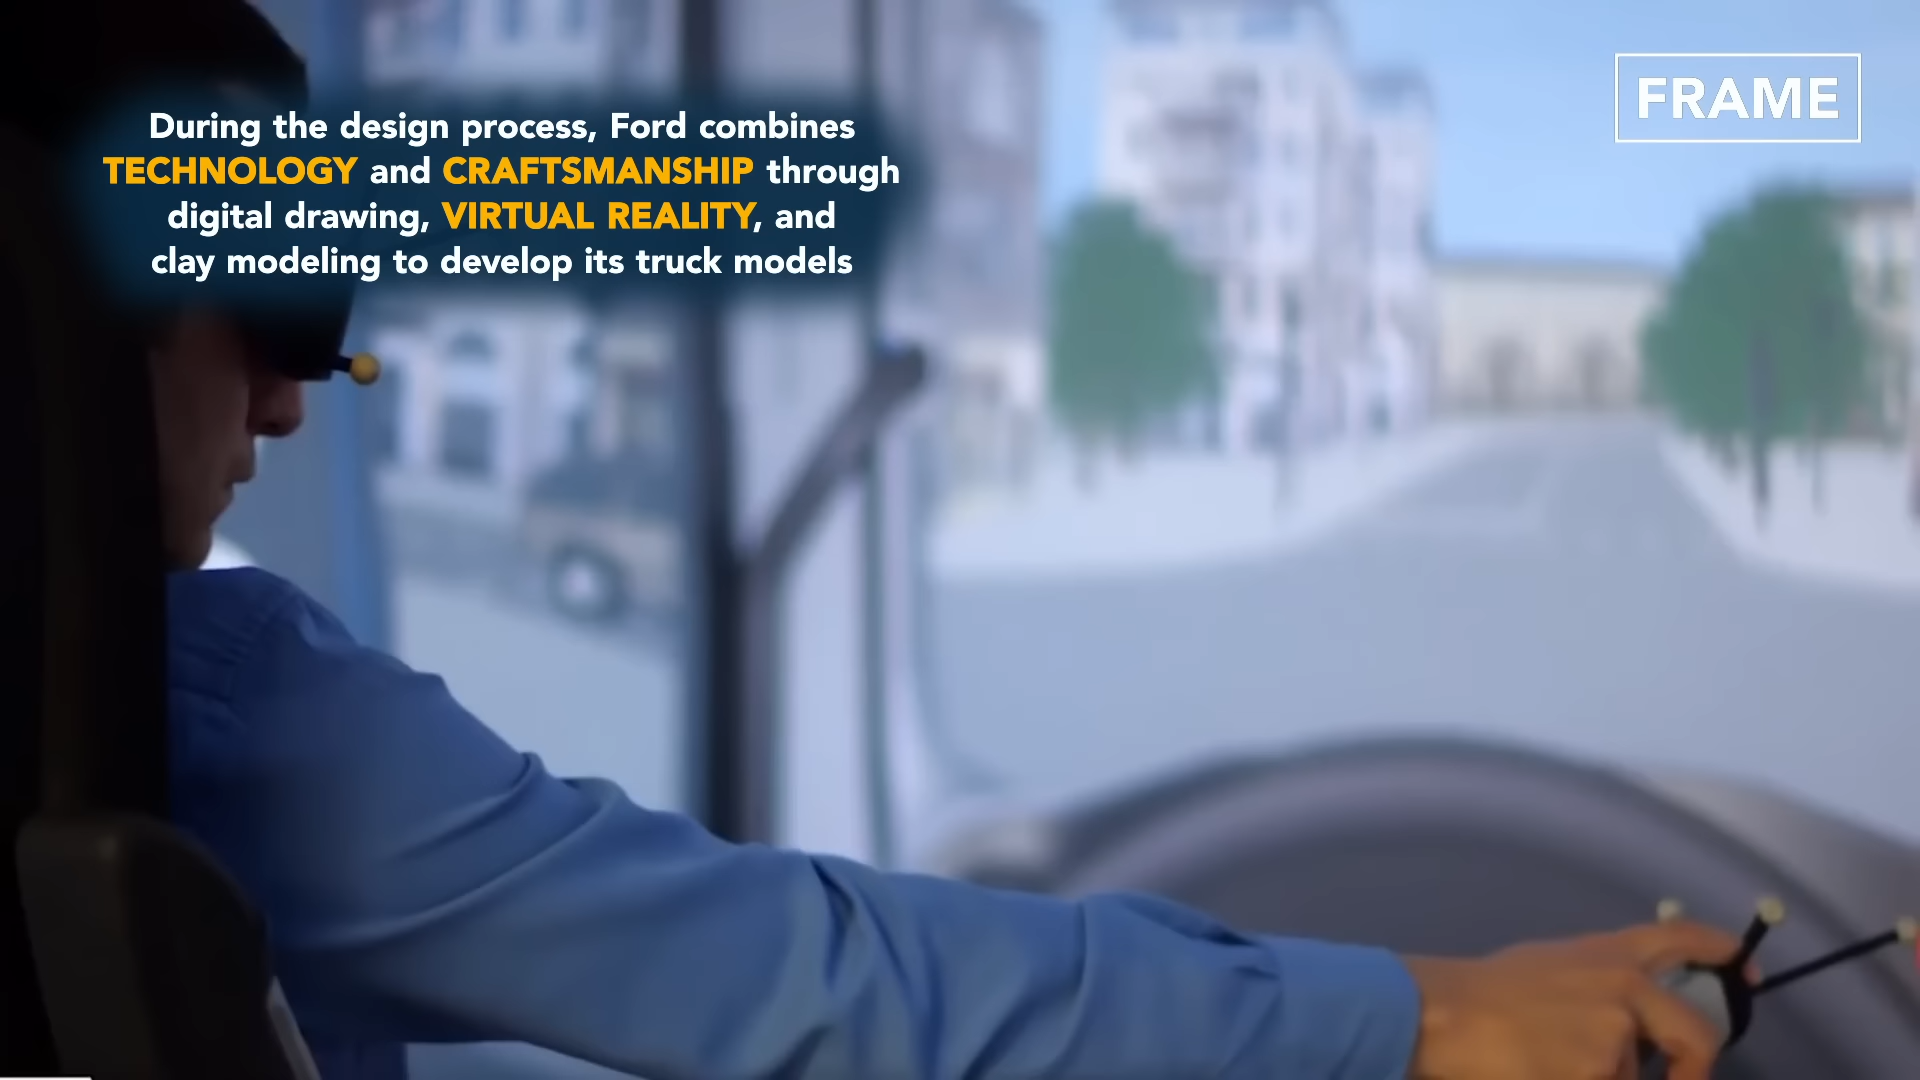 During the design process, Ford combines
TECHNOLOGY and CRAFTSMANSHIP through
digital drawing, VIRTUAL REALITY, and
clay modeling to develop its truck models
FRAME